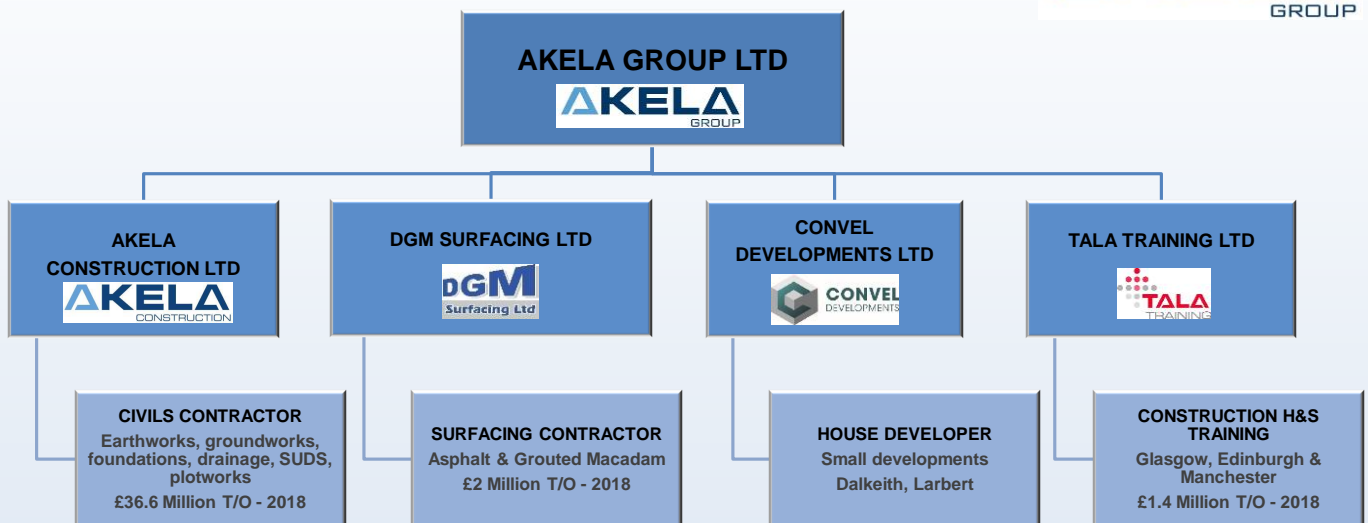 GROUP
AKELA GROUP LTD
AKELA
GROUP
AKELA
CONSTRUCTION LTD
AKELA
CONSTRUCTION
DGM SURFACING LTD
DGM
Surfacing Ltd
CONVEL
DEVELOPMENTS LTD
CONVEL
DEVELOPMENTS
TALA TRAINING LTD
TALA
TRAINING
CIVILS CONTRACTOR
Earthworks, groundworks,
foundations, drainage, SUDS,
plotworks
£36.6 Million T/O - 2018
SURFACING CONTRACTOR
Asphalt & Grouted Macadam
£2 Million T/O - 2018
HOUSE DEVELOPER
Small developments
Dalkeith, Larbert
CONSTRUCTION H&S
TRAINING
Glasgow, Edinburgh &
Manchester
£1.4 Million T/O - 2018